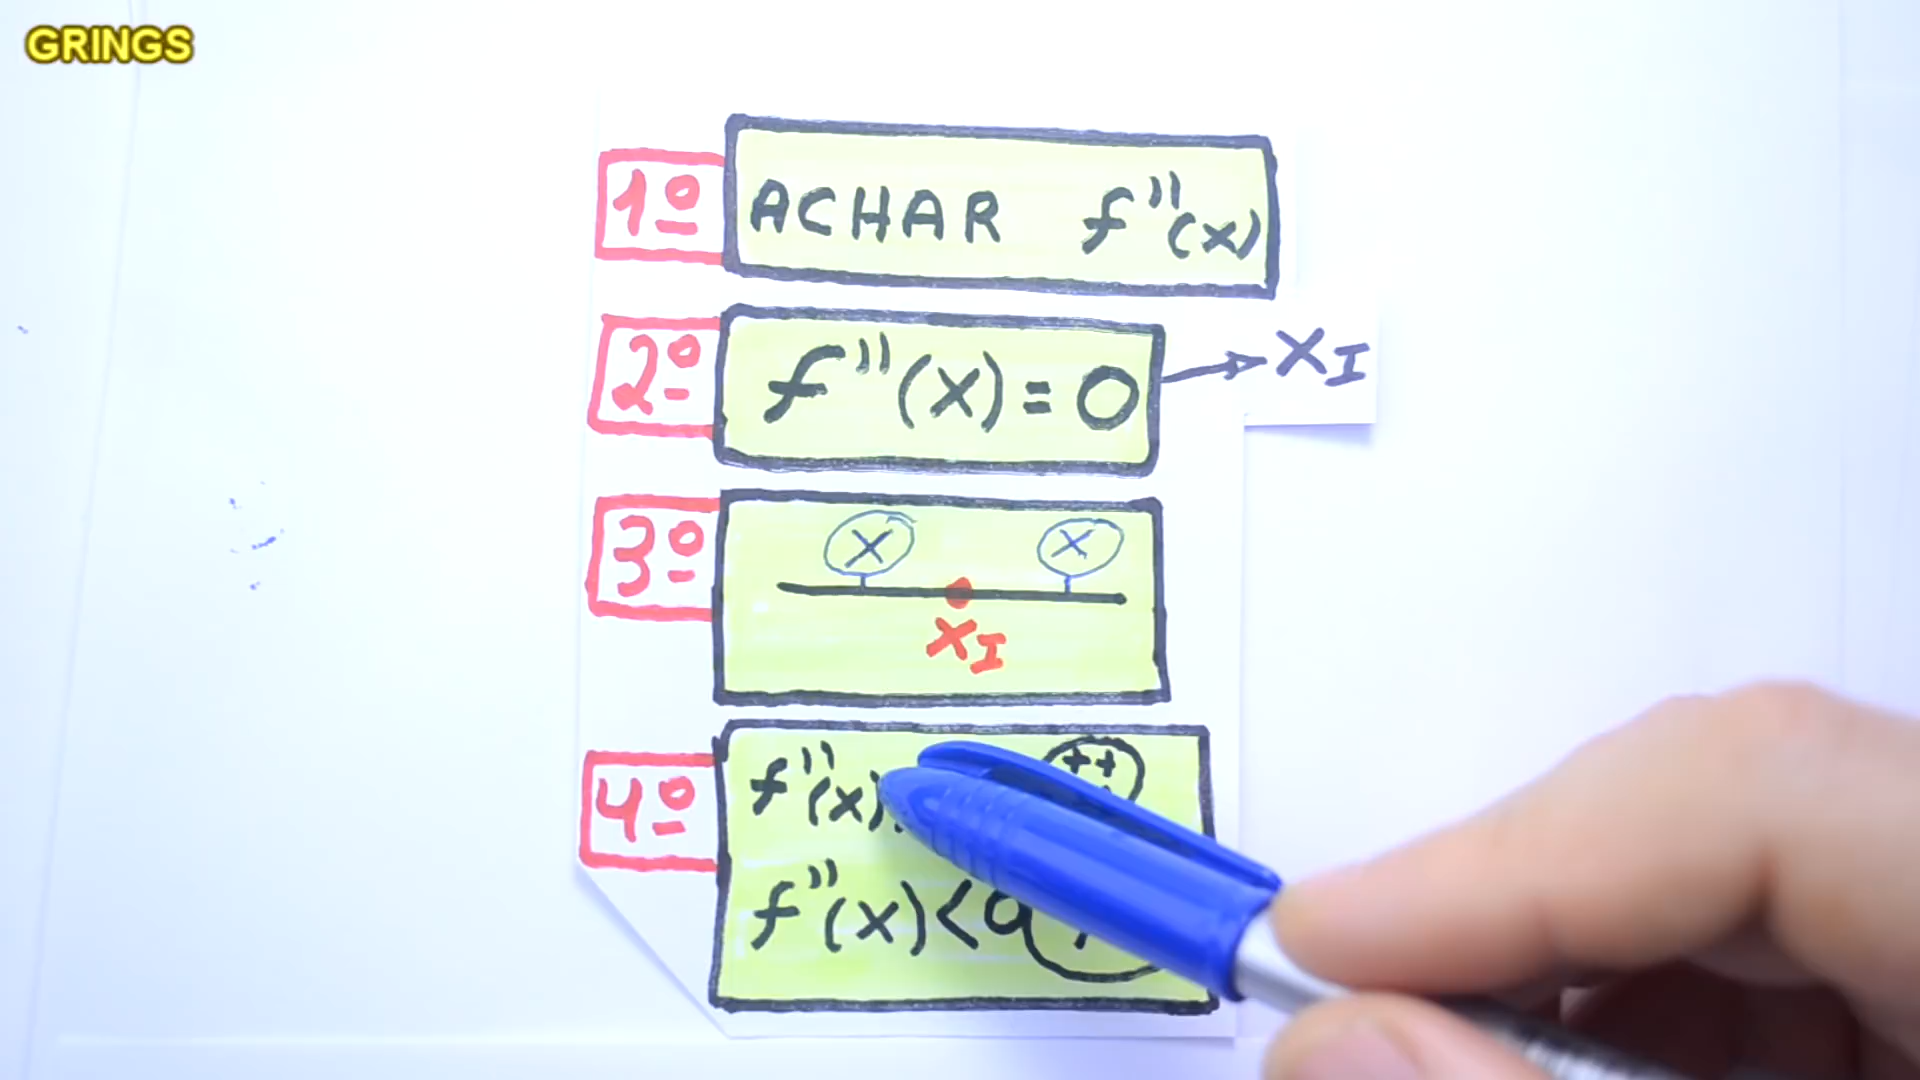 GRINGS
1º ACHAR f''(x)
2º f''(x) = 0 → XI
X X
3º
XI
4º f''(x) ++
f''(x) < 0